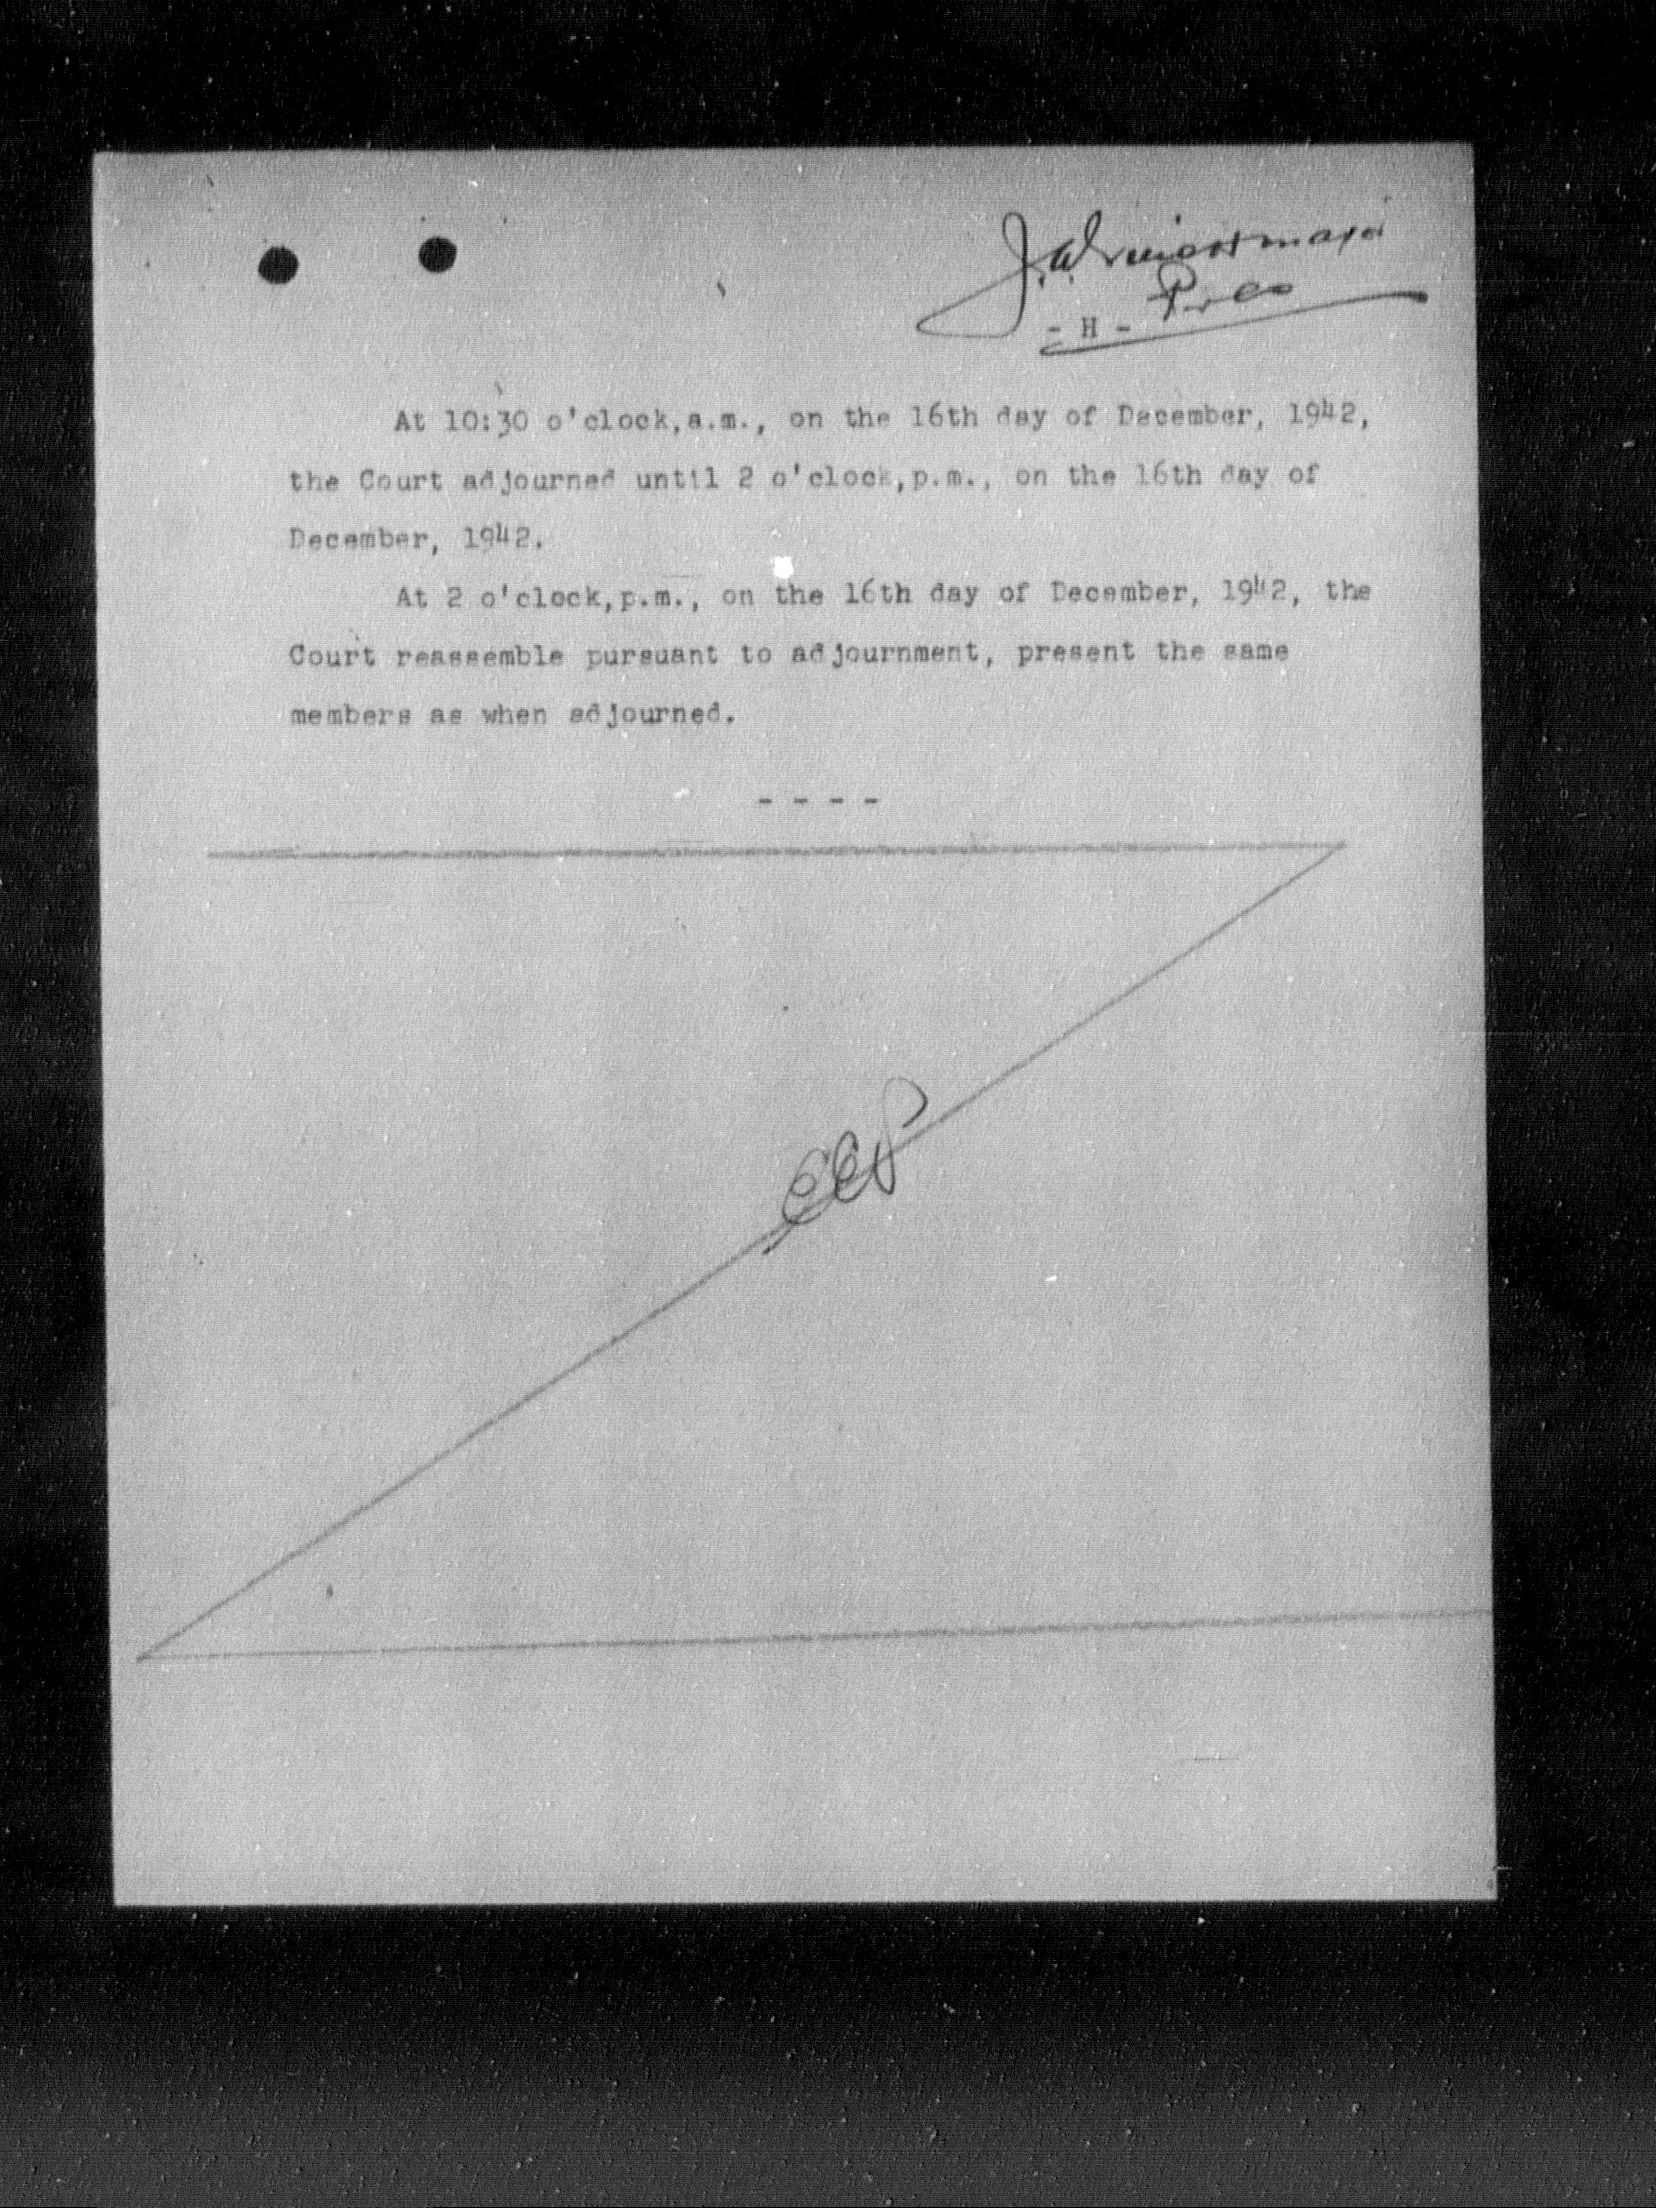 Pres
- H -
At 10:30 o'clock,a.m., on the 16th day of December, 1942,
the Court adjourned until 2 o'clock,p.m., on the 16th day of
December, 1942.
At 2 o'clock,p.m., on the 16th day of December, 1942, the
Court reassemble pursuant to adjournment, present the same
members as when adjourned.
- - - -